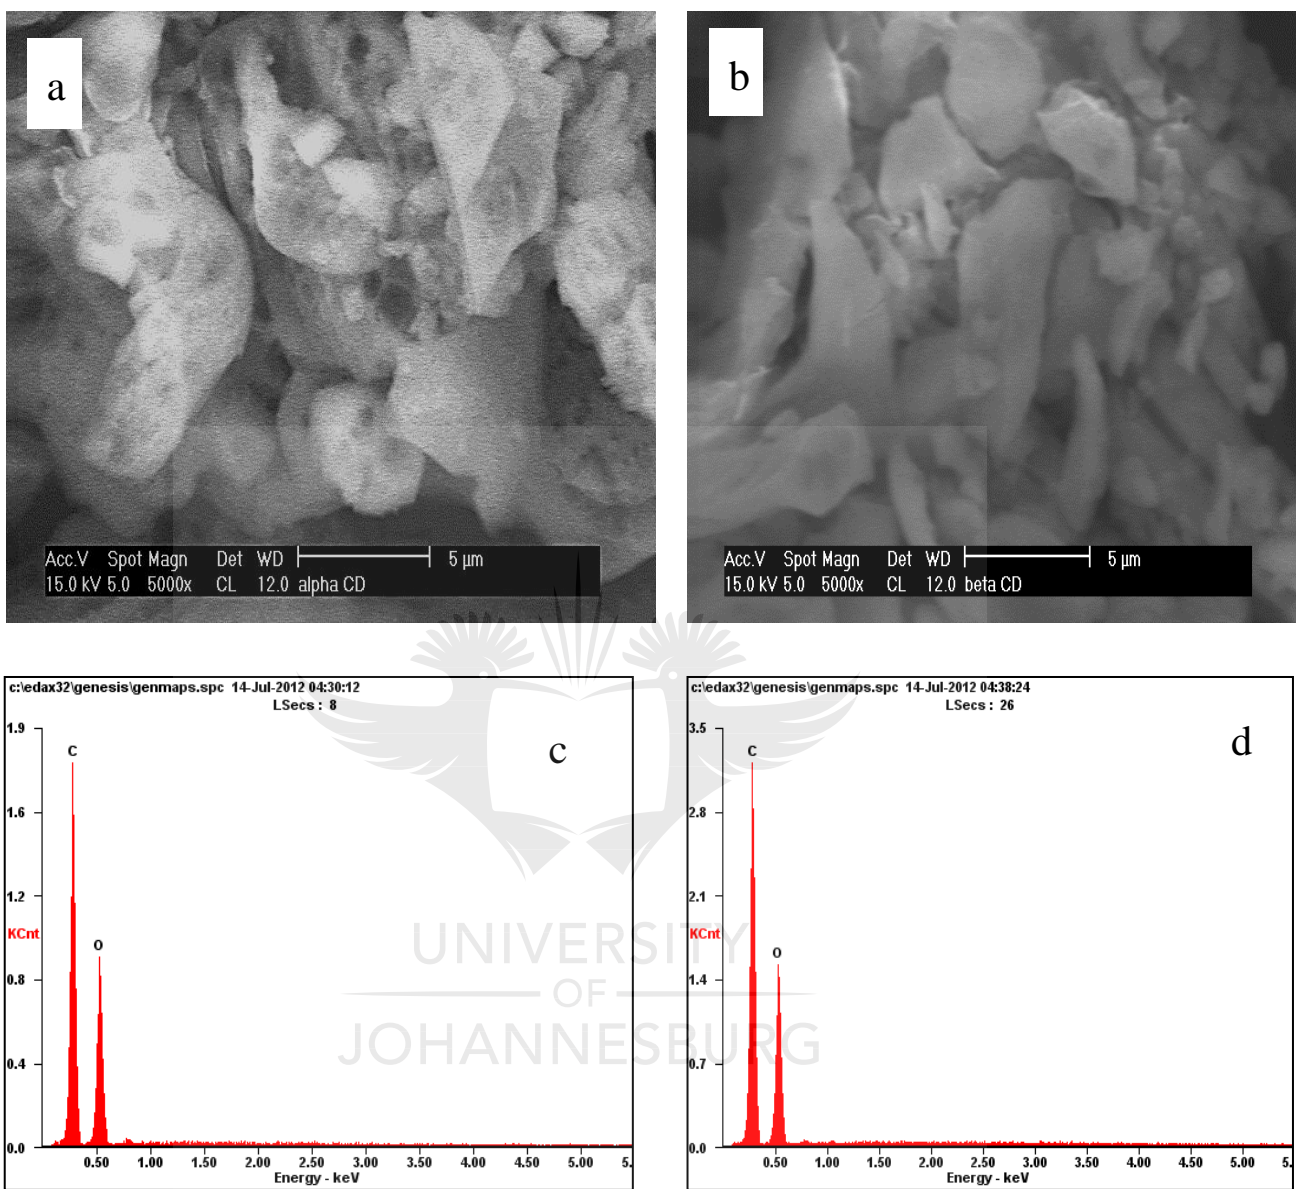 a
Acc.V Spot Magn Det WD 5 µm
15.0 kV 5.0 5000x CL 12.0 alpha CD
b
Acc.V Spot Magn Det WD 5 µm
15.0 kV 5.0 5000x CL 12.0 beta CD
c:\edax32\genesis\genmaps.spc 14-Jul-2012 04:30:12
LSecs : 8
1.9
c
C
1.6
1.2
KCnt
O
0.8
0.4
0.0
0.50 1.00 1.50 2.00 2.50 3.00 3.50 4.00 4.50 5.00 5.
Energy - keV
c:\edax32\genesis\genmaps.spc 14-Jul-2012 04:38:24
LSecs : 26
3.5
d
C
2.8
2.1
KCnt
O
1.4
0.7
0.0
0.50 1.00 1.50 2.00 2.50 3.00 3.50 4.00 4.50 5.00 5.
Energy - keV
UNIVERSITY
OF
JOHANNESBURG